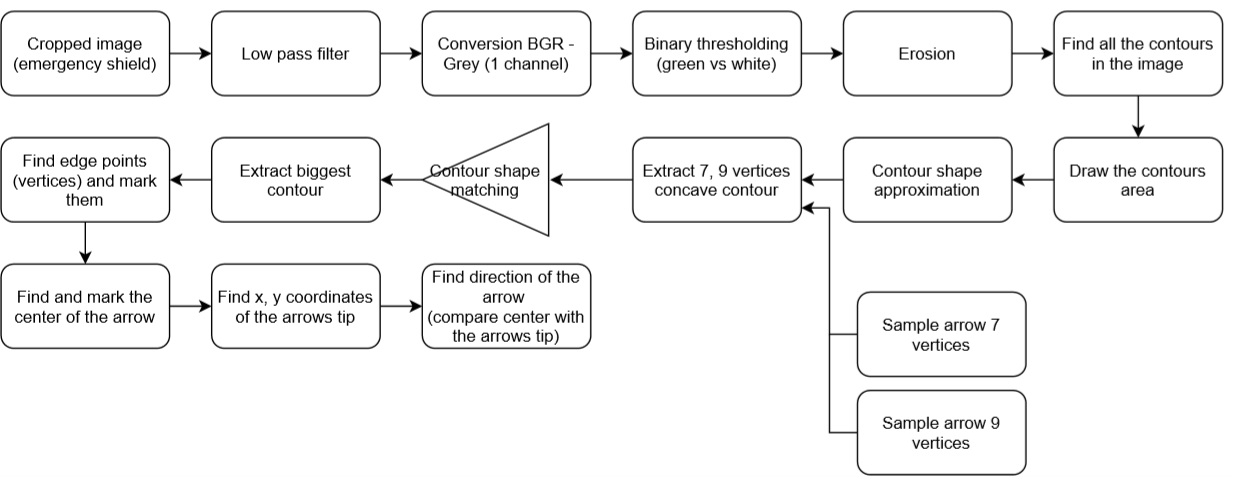 Cropped image
(emergency shield)
Low pass filter
Conversion BGR -
Grey (1 channel)
Binary thresholding
(green vs white)
Erosion
Find all the contours
in the image
Draw the contours
area
Contour shape
approximation
Extract 7, 9 vertices
concave contour
Contour shape
matching
Extract biggest
contour
Find edge points
(vertices) and mark
them
Find and mark the
center of the arrow
Find x, y coordinates
of the arrows tip
Find direction of the
arrow
(compare center with
the arrows tip)
Sample arrow 7
vertices
Sample arrow 9
vertices